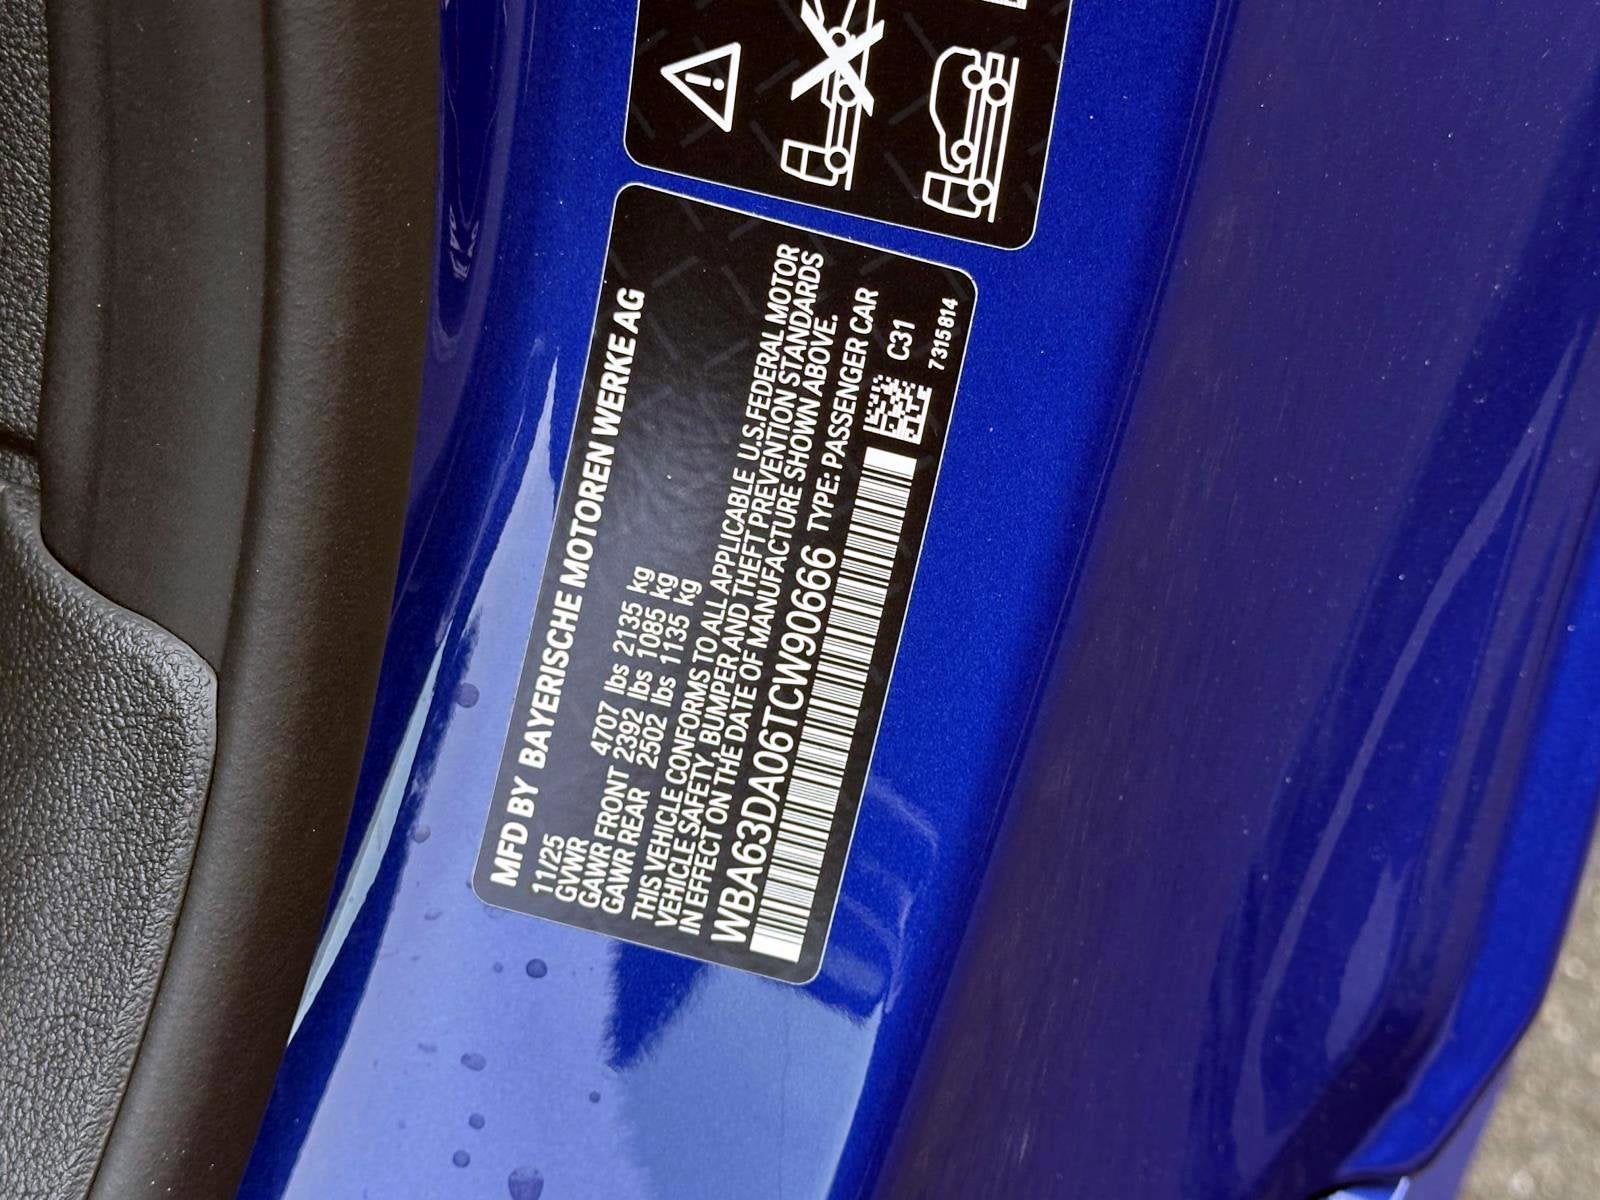 MFD BY BAYERISCHE MOTOREN WERKE AG
11/25
GVWR 4707 lbs 2135 kg
GAWR FRONT 2392 lbs 1085 kg
GAWR REAR 2502 lbs 1135 kg
THIS VEHICLE CONFORMS TO ALL APPLICABLE U.S.FEDERAL MOTOR
VEHICLE SAFETY, BUMPER AND THEFT PREVENTION STANDARDS
IN EFFECT ON THE DATE OF MANUFACTURE SHOWN ABOVE.
WBA63DA06TCW90666 TYPE: PASSENGER CAR
C31
7315814